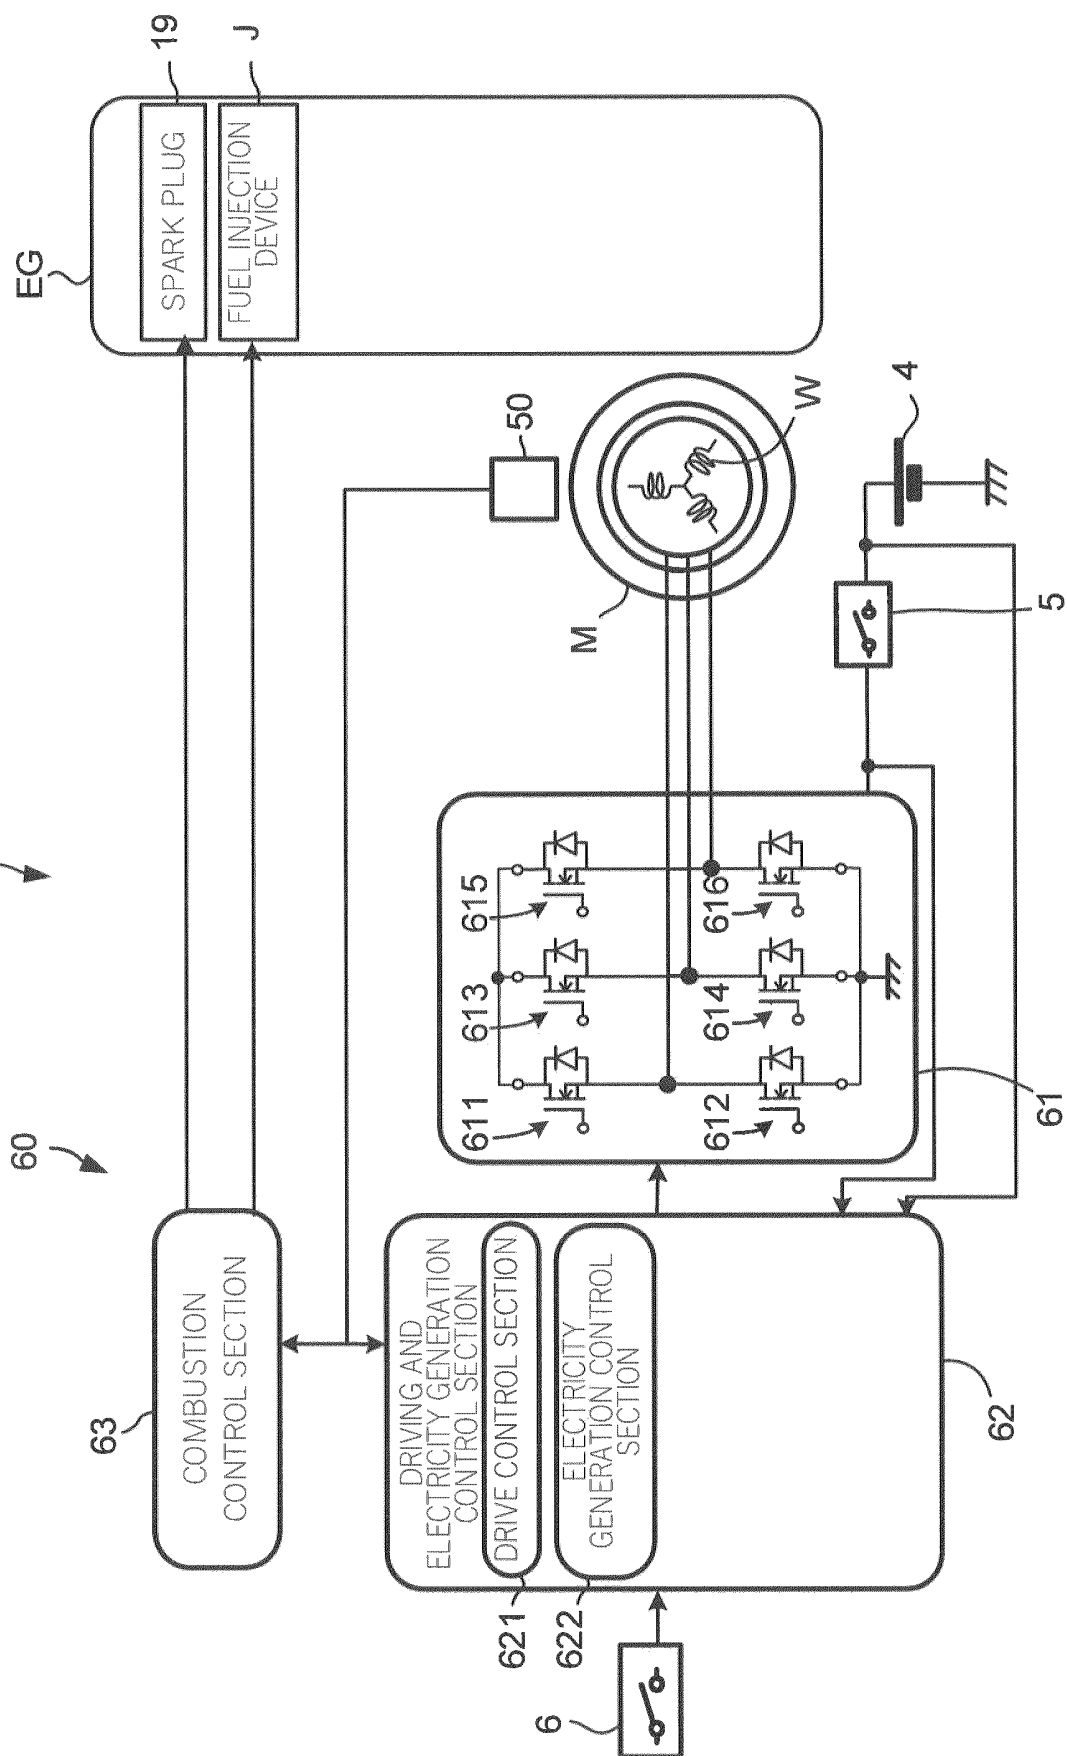 60
EG
SPARK PLUG
19
FUEL INJECTION
DEVICE
J
63
COMBUSTION
CONTROL SECTION
50
M
W
DRIVING AND
ELECTRICITY GENERATION
CONTROL SECTION
DRIVE CONTROL SECTION
ELECTRICITY
GENERATION CONTROL
SECTION
621
622
62
6
611
613
615
612
614
616
61
5
4